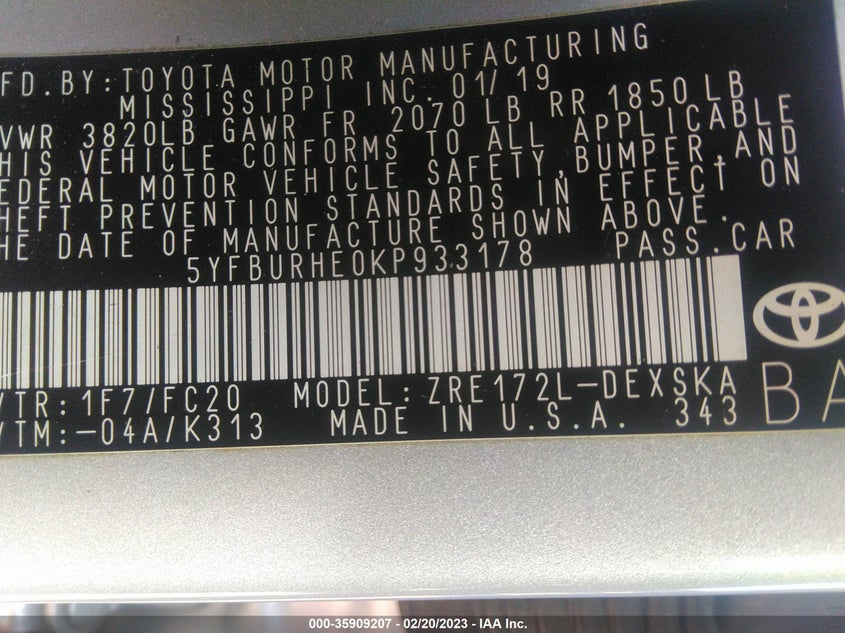 FD.BY:TOYOTA MOTOR MANUFACTURING
MISSISSIPPI INC. 01/19
VWR 3820LB GAWR FR 2070 LB RR 1850LB
HIS VEHICLE CONFORMS TO ALL APPLICABLE
EDERAL MOTOR VEHICLE SAFETY,BUMPER,AND
HEFT PREVENTION STANDARDS IN EFFECT ON
HE DATE OF MANUFACTURE SHOWN ABOVE.
5YFBURHE0KP933178 PASS.CAR
/TR:1F7/FC20 MODEL:ZRE172L-DEXSKA
/TM:-04A/K313 MADE IN U.S.A. 343
BA
000-35909207 - 02/20/2023 - IAA Inc.